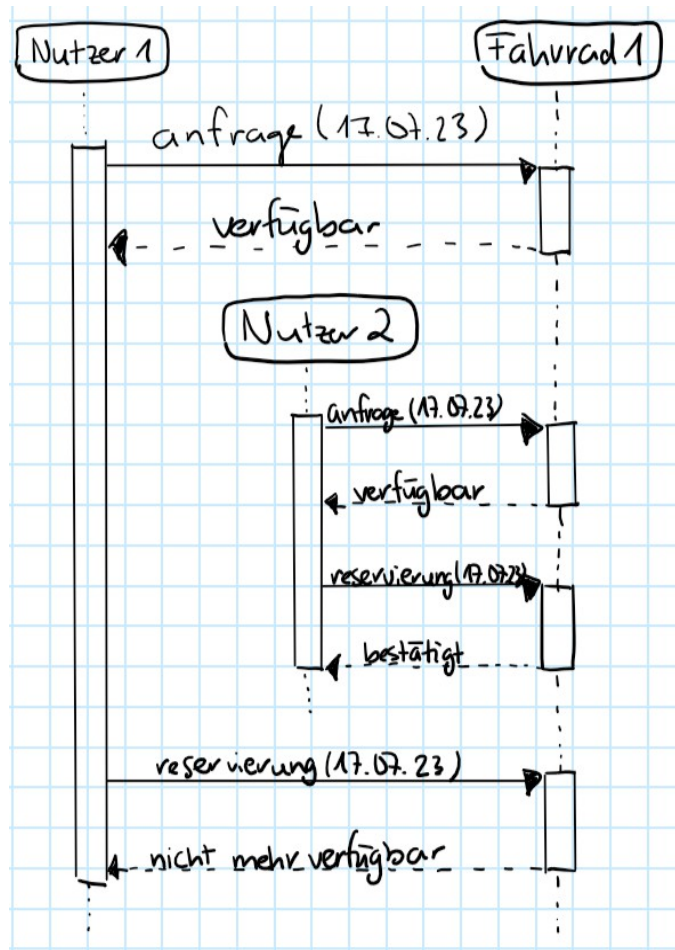 Nutzer 1
Fahrrad 1
anfrage (17.07.23)
verfügbar
Nutzer 2
anfrage (17.07.23)
verfügbar
reservierung (17.07.23)
bestätigt
reservierung (17.07.23)
nicht mehr verfügbar